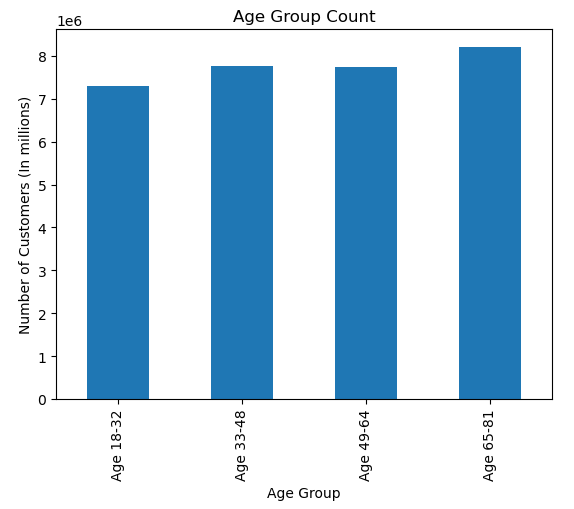 Age Group Count
1e6
Number of Customers (In millions)
8
7
6
5
4
3
2
1
0
Age 18-32
Age 33-48
Age 49-64
Age 65-81
Age Group